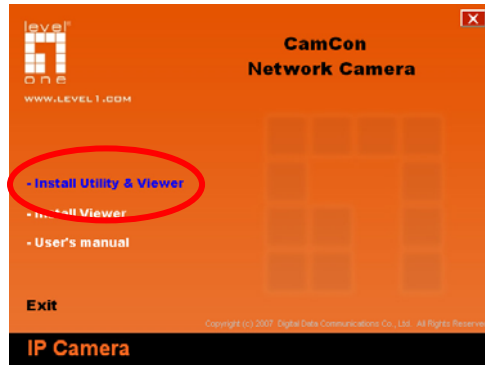 level
one
WWW.LEVEL1.COM
X
CamCon
Network Camera
- Install Utility & Viewer
- Install Viewer
- User's manual
Exit
Copyright (c) 2007 Digital Data Communications Co., Ltd. All Rights Reserve
IP Camera